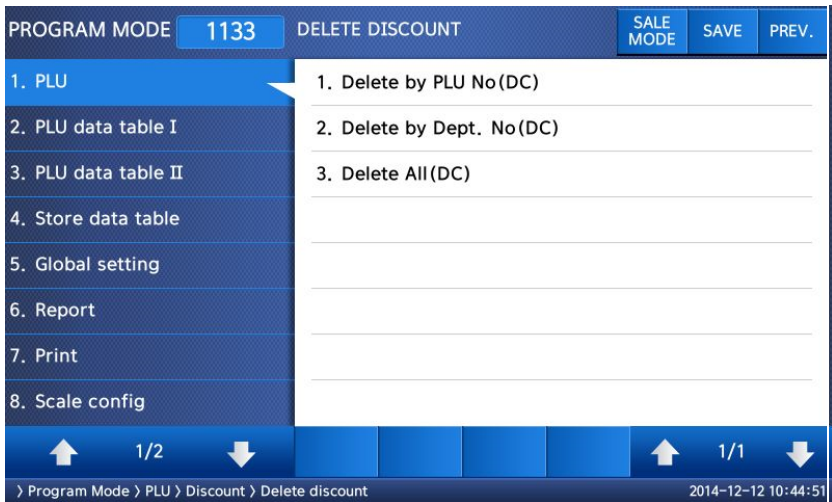 PROGRAM MODE 1133 DELETE DISCOUNT SALE MODE SAVE PREV.
1. PLU
2. PLU data table I
3. PLU data table II
4. Store data table
5. Global setting
6. Report
7. Print
8. Scale config
1. Delete by PLU No(DC)
2. Delete by Dept. No(DC)
3. Delete All(DC)
1/2
1/1
〉Program Mode 〉PLU 〉Discount 〉Delete discount
2014-12-12 10:44:51